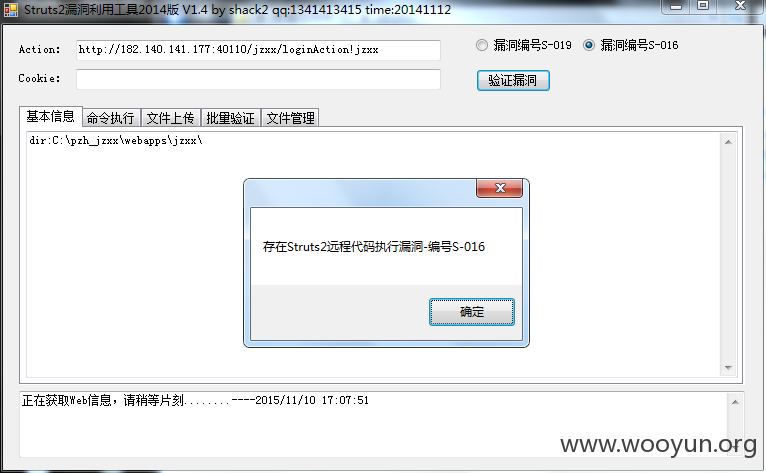 Struts2漏洞利用工具2014版 V1.4 by shack2 qq:1341413415 time:20141112
Action: http://182.140.141.177:40110/jzxx/loginAction!jzxx 漏洞编号S-019 漏洞编号S-016
Cookie: 验证漏洞
基本信息 命令执行 文件上传 批量验证 文件管理
dir:C:\pzh_jzxx\webapps\jzxx\
存在Struts2远程代码执行漏洞-编号S-016
确定
正在获取Web信息，请稍等片刻........----2015/11/10 17:07:51
www.wooyun.org